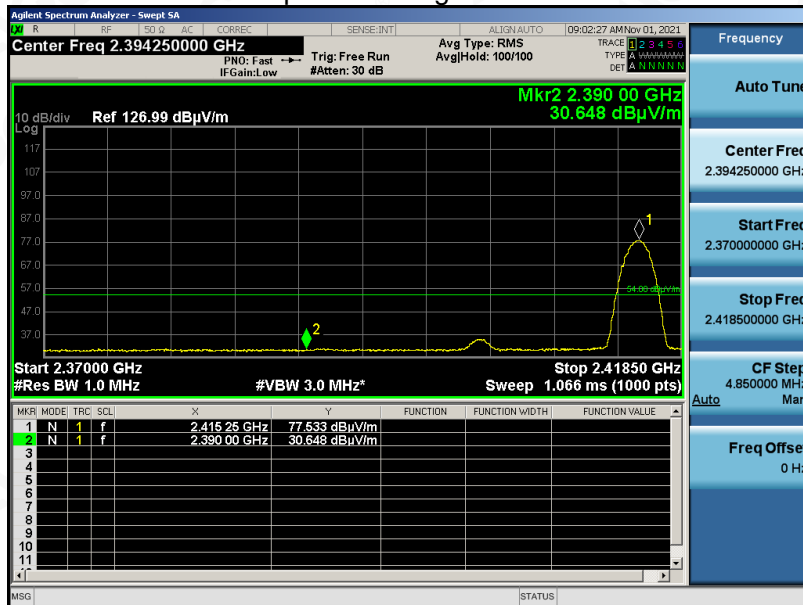 Agilent Spectrum Analyzer - Swept SA
LXI R RF 50 Ω AC CORREC SENSE:INT ALIGN AUTO 09:02:27 AM Nov 01, 2021
Center Freq 2.394250000 GHz
PNO: Fast
IFGain:Low
Trig: Free Run
#Atten: 30 dB
Avg Type: RMS
Avg|Hold: 100/100
TRACE 1 2 3 4 5 6
TYPE A WWWWW
DET A N N N N N
Mkr2 2.390 00 GHz
30.648 dBµV/m
10 dB/div Ref 126.99 dBµV/m
Log
117
107
97.0
87.0
77.0
67.0
57.0
47.0
37.0
1
54.00 dBµV/m
2
Start 2.37000 GHz Stop 2.41850 GHz
#Res BW 1.0 MHz #VBW 3.0 MHz* Sweep 1.066 ms (1000 pts)
MKR MODE TRC SCL X Y FUNCTION FUNCTION WIDTH FUNCTION VALUE
1 N 1 f 2.415 25 GHz 77.533 dBµV/m
2 N 1 f 2.390 00 GHz 30.648 dBµV/m
3
4
5
6
7
8
9
10
11
MSG STATUS
Frequency
Auto Tune
Center Freq
2.394250000 GHz
Start Freq
2.370000000 GHz
Stop Freq
2.418500000 GHz
CF Step
4.850000 MHz
Auto Man
Freq Offset
0 Hz